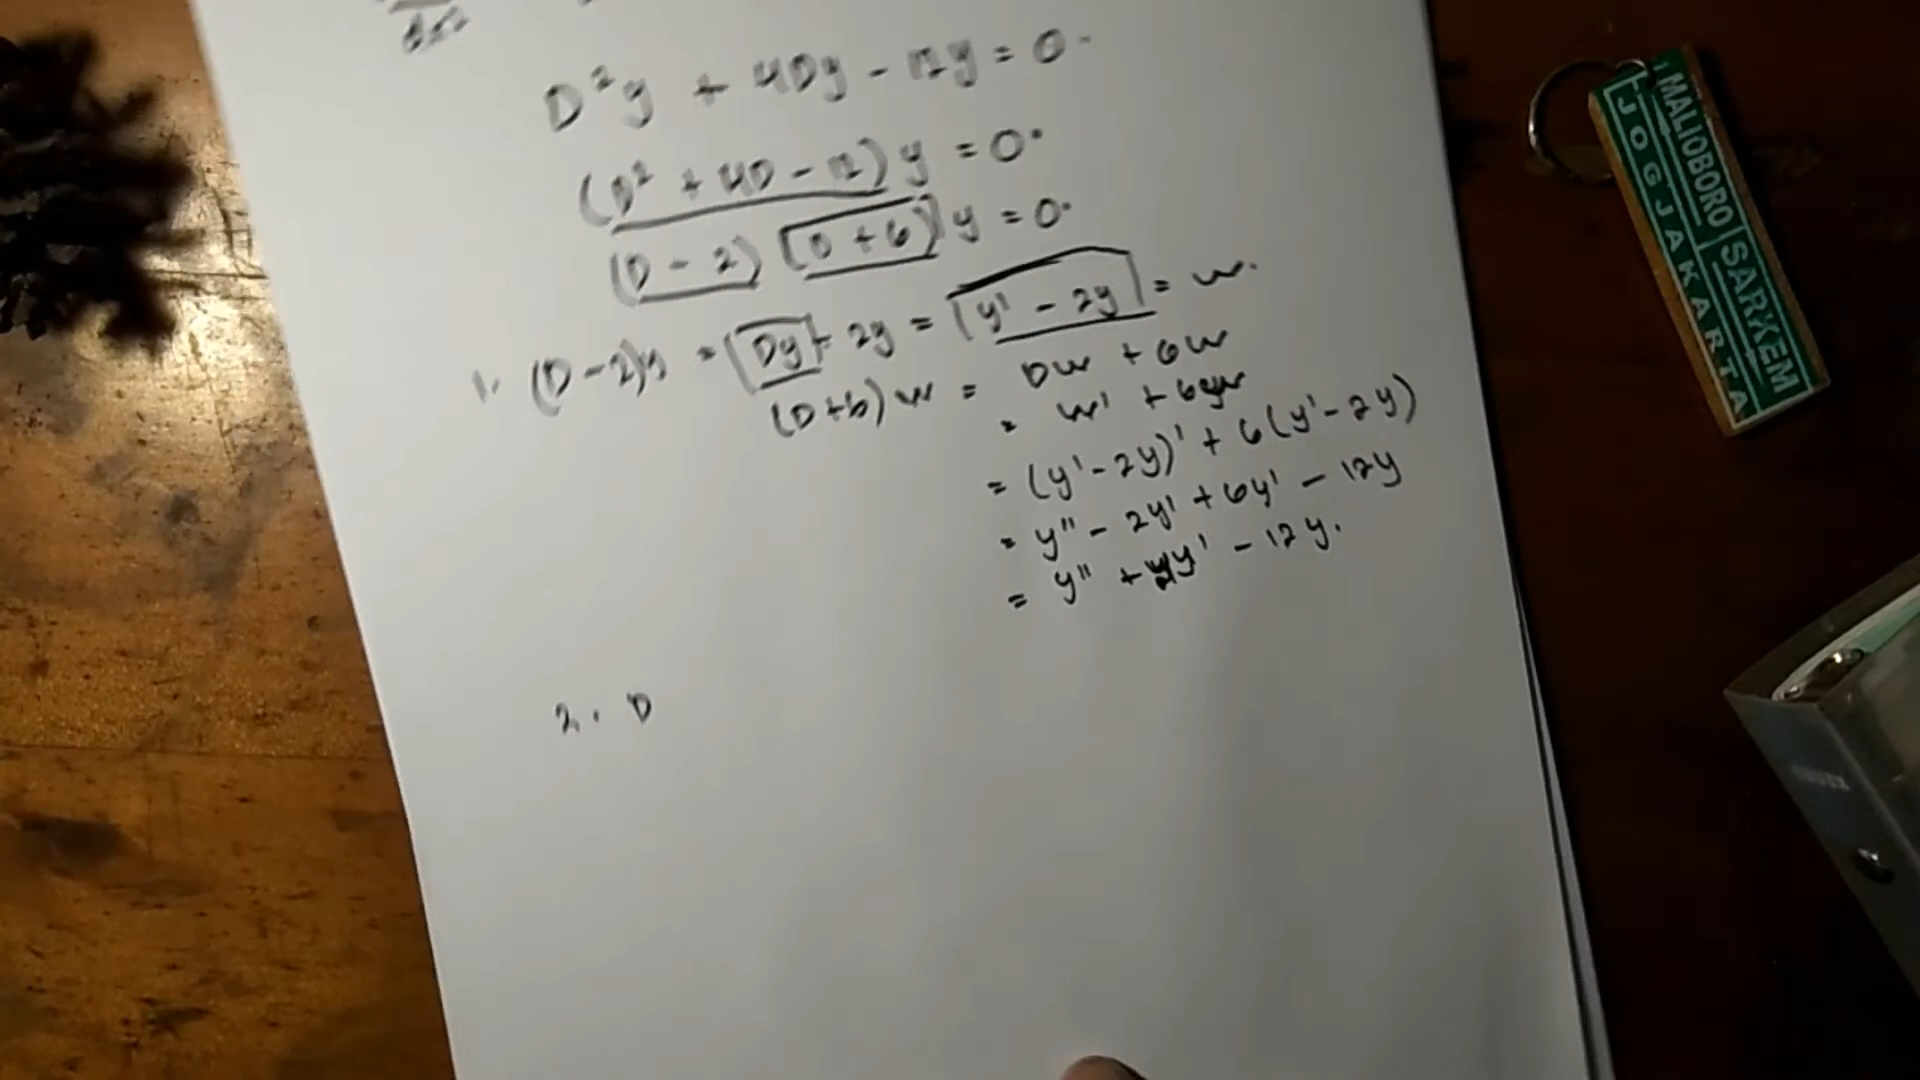 D²y + 4Dy - 12y = 0.
(D² + 4D - 12)y = 0.
(D - 2) (D + 6)y = 0.
1. (D-2)y = Dy - 2y = (y' - 2y) = w.
(D+6)w = Dw + 6w
= w' + 6w
= (y'-2y)' + 6(y'-2y)
= y" - 2y' + 6y' - 12y
= y" + 4y' - 12y.
2. D
MALIOBORO SARKEM
JOGJAKARTA